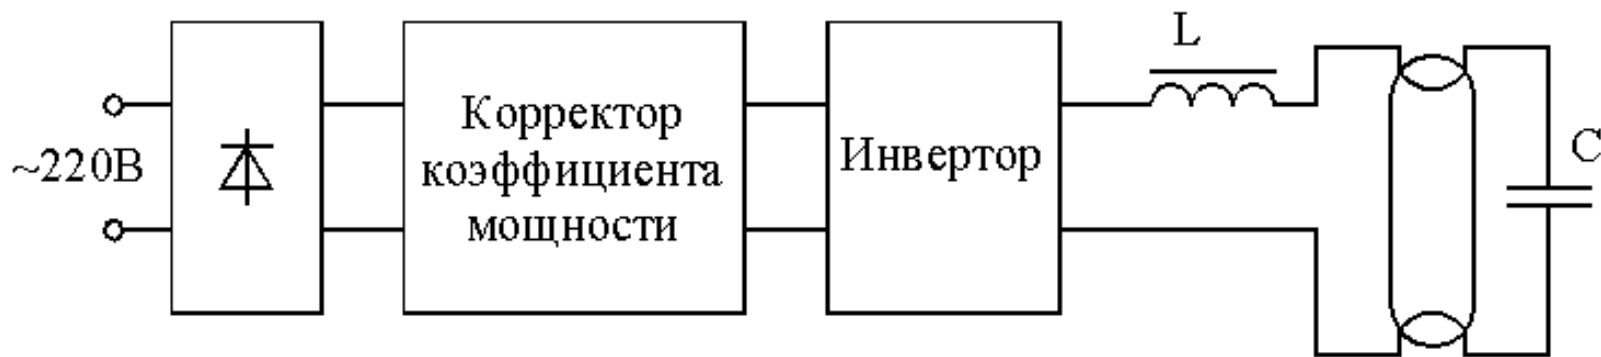 ~220В
Корректор
коэффициента
мощности
Инвертор
L
C